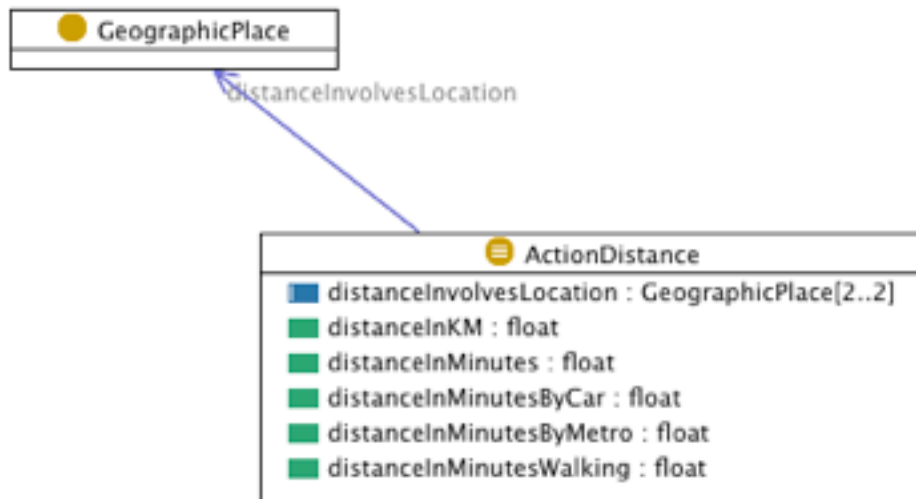 GeographicPlace
distanceInvolvesLocation
ActionDistance
distanceInvolvesLocation : GeographicPlace[2..2]
distanceInKM : float
distanceInMinutes : float
distanceInMinutesByCar : float
distanceInMinutesByMetro : float
distanceInMinutesWalking : float